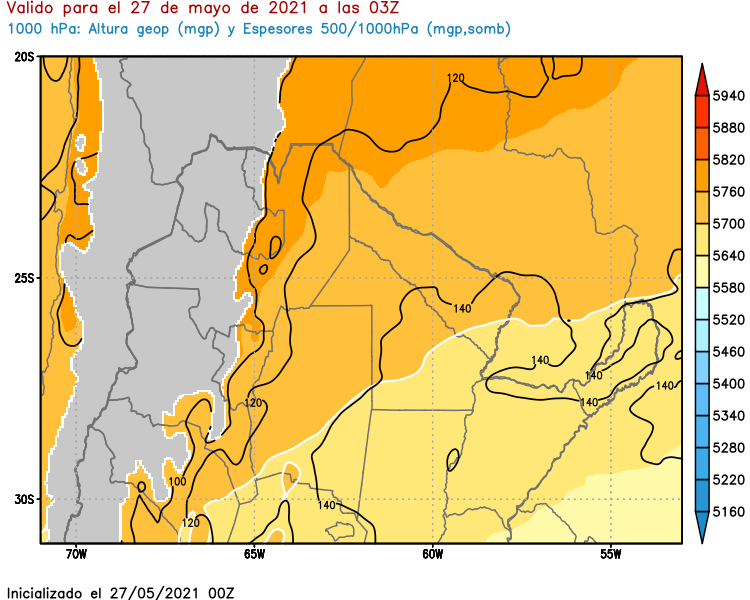 Valido para el 27 de mayo de 2021 a las 03Z
1000 hPa: Altura geop (mgp) y Espesores 500/1000hPa (mgp,somb)
20S
25S
30S
70W
65W
60W
55W
120
140
140
140
140
140
120
100
120
140
5940
5880
5820
5760
5700
5640
5580
5520
5460
5400
5340
5280
5220
5160
Inicializado el 27/05/2021 00Z